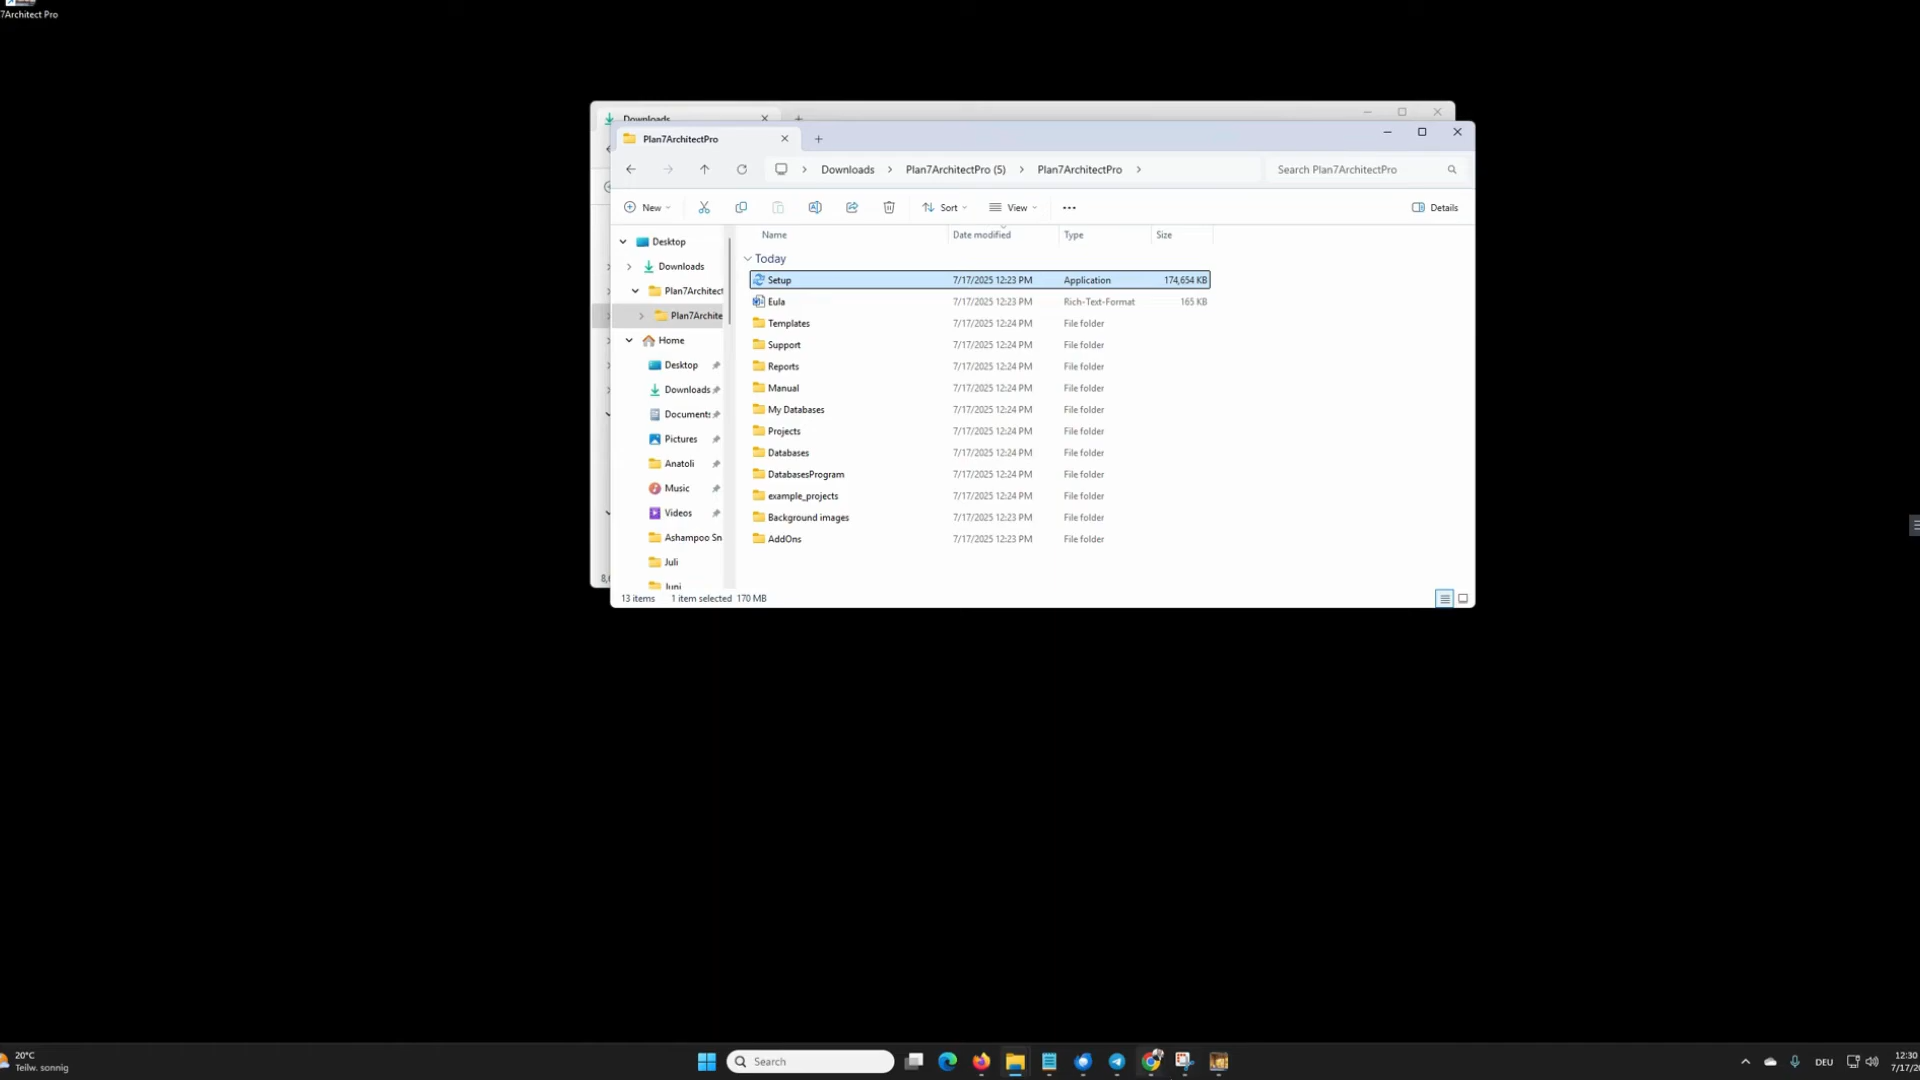 7Architect Pro
Downloads
Plan7ArchitectPro
Downloads
Plan7ArchitectPro (5)
Plan7ArchitectPro
Search Plan7ArchitectPro
New
Sort
View
Details
Desktop
Downloads
Plan7Architect
Plan7Archite
Home
Desktop
Downloads
Document
Pictures
Anatoli
Music
Videos
Ashampoo Sn
Juli
Juni
Name Date modified Type Size
Today
Setup 7/17/2025 12:23 PM Application 174,654 KB
Eula 7/17/2025 12:23 PM Rich-Text-Format 165 KB
Templates 7/17/2025 12:24 PM File folder
Support 7/17/2025 12:24 PM File folder
Reports 7/17/2025 12:24 PM File folder
Manual 7/17/2025 12:24 PM File folder
My Databases 7/17/2025 12:24 PM File folder
Projects 7/17/2025 12:24 PM File folder
Databases 7/17/2025 12:24 PM File folder
DatabasesProgram 7/17/2025 12:24 PM File folder
example_projects 7/17/2025 12:24 PM File folder
Background images 7/17/2025 12:23 PM File folder
AddOns 7/17/2025 12:23 PM File folder
13 items 1 item selected 170 MB
20°C
Teilw. sonnig
Search
DEU
12:30
7/17/2